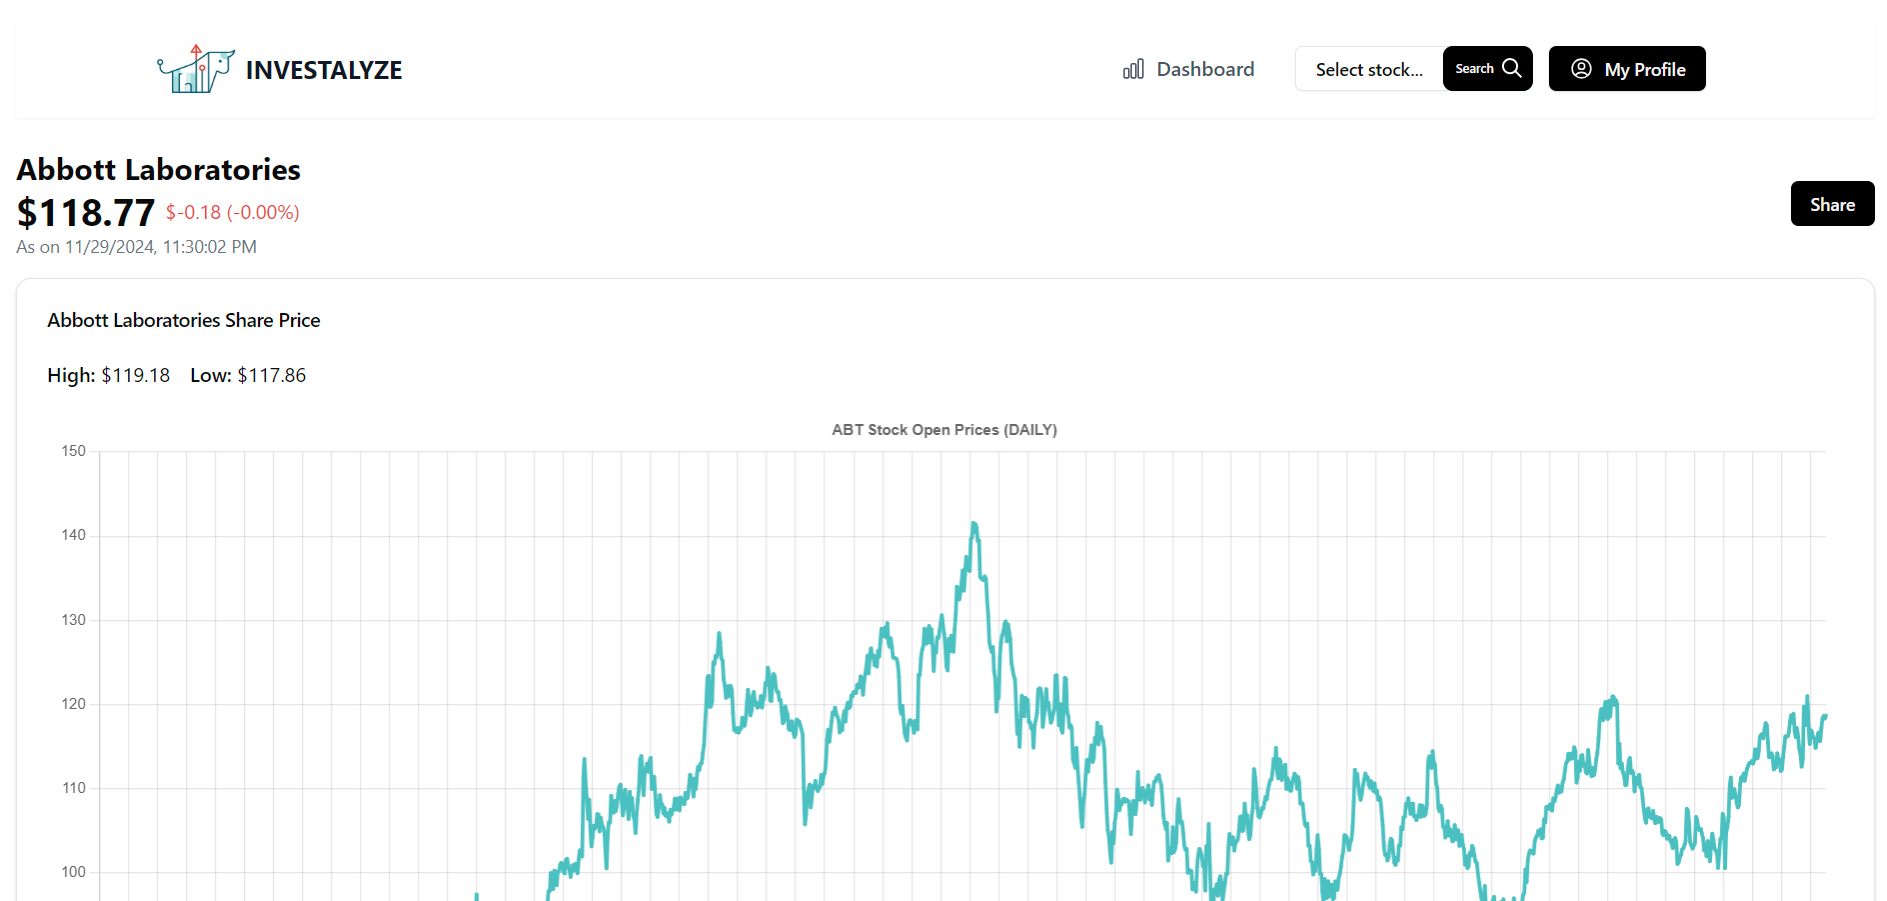 INVESTALYZE
Dashboard
Select stock...
Search
My Profile
Abbott Laboratories
$118.77 $-0.18 (-0.00%)
As on 11/29/2024, 11:30:02 PM
Share
Abbott Laboratories Share Price
High: $119.18 Low: $117.86
ABT Stock Open Prices (DAILY)
150
140
130
120
110
100